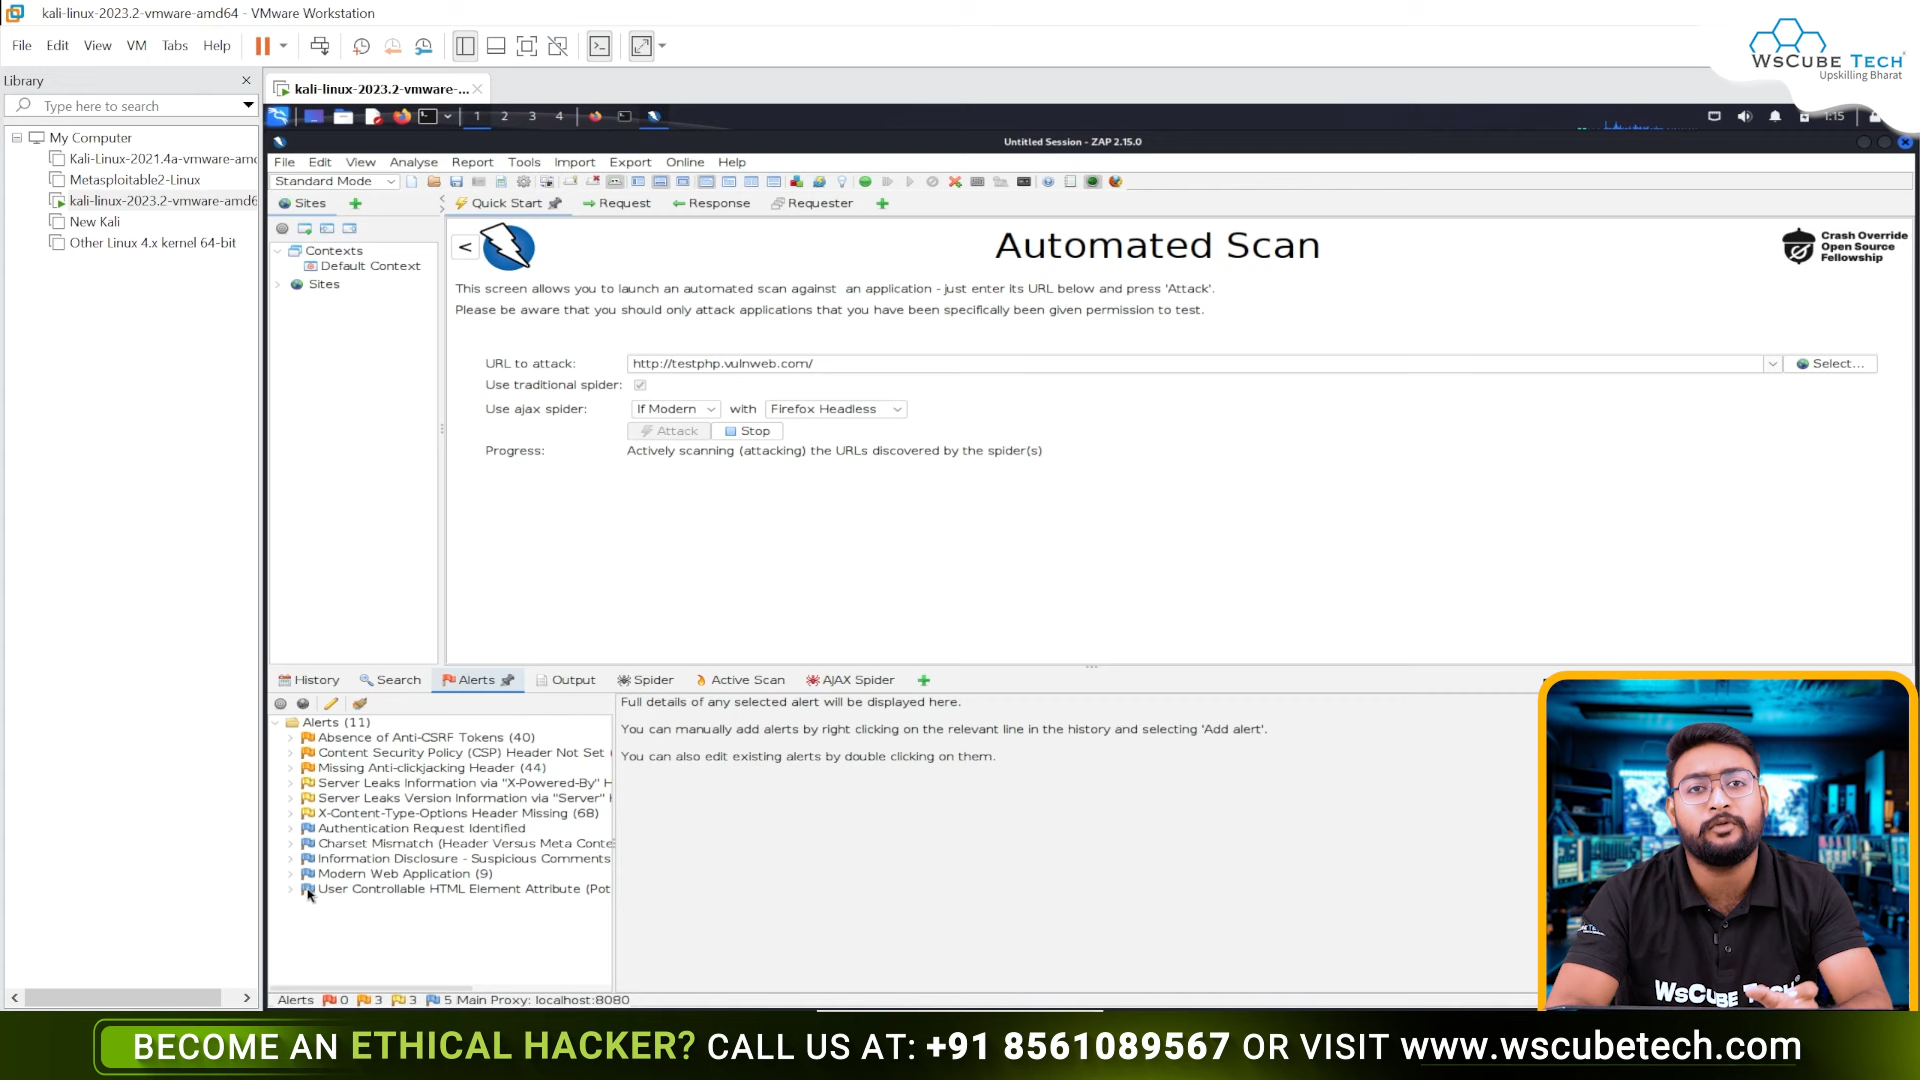 kali-linux-2023.2-vmware-amd64 - VMware Workstation
File Edit View VM Tabs Help
WsCube Tech
Upskilling Bharat
Library
Type here to search
My Computer
Kali-Linux-2021.4a-vmware-amd
Metasploitable2-Linux
kali-linux-2023.2-vmware-amd6
New Kali
Other Linux 4.x kernel 64-bit
kali-linux-2023.2-vmware-...
1 2 3 4
1:15
Untitled Session - ZAP 2.15.0
File Edit View Analyse Report Tools Import Export Online Help
Standard Mode
Sites
Quick Start Request Response Requester
Contexts
Default Context
Sites
<
Automated Scan
Crash Override
Open Source
Fellowship
This screen allows you to launch an automated scan against  an application - just enter its URL below and press 'Attack'.
Please be aware that you should only attack applications that you have been specifically been given permission to test.
URL to attack: http://testphp.vulnweb.com/ Select...
Use traditional spider:
Use ajax spider: If Modern with Firefox Headless
Attack Stop
Progress: Actively scanning (attacking) the URLs discovered by the spider(s)
History Search Alerts Output Spider Active Scan AJAX Spider
Alerts (11)
Absence of Anti-CSRF Tokens (40)
Content Security Policy (CSP) Header Not Set (
Missing Anti-clickjacking Header (44)
Server Leaks Information via "X-Powered-By" H
Server Leaks Version Information via "Server" H
X-Content-Type-Options Header Missing (68)
Authentication Request Identified
Charset Mismatch (Header Versus Meta Conte
Information Disclosure - Suspicious Comments
Modern Web Application (9)
User Controllable HTML Element Attribute (Pot
Full details of any selected alert will be displayed here.
You can manually add alerts by right clicking on the relevant line in the history and selecting 'Add alert'.
You can also edit existing alerts by double clicking on them.
Alerts 0 3 3 5 Main Proxy: localhost:8080
BECOME AN ETHICAL HACKER? CALL US AT: +91 8561089567 OR VISIT www.wscubetech.com